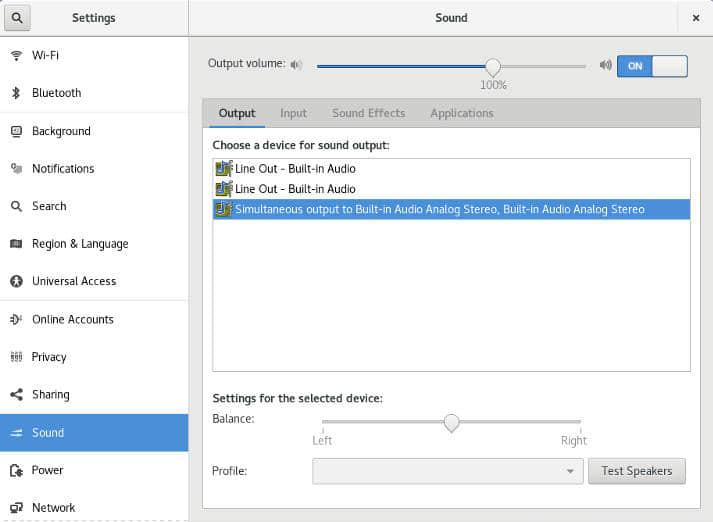 Settings
Sound
Wi-Fi
Bluetooth
Background
Notifications
Search
Region & Language
Universal Access
Online Accounts
Privacy
Sharing
Sound
Power
Network
Output volume:
100%
ON
Output
Input
Sound Effects
Applications
Choose a device for sound output:
Line Out - Built-in Audio
Line Out - Built-in Audio
Simultaneous output to Built-in Audio Analog Stereo, Built-in Audio Analog Stereo
Settings for the selected device:
Balance:
Left
Right
Profile:
Test Speakers